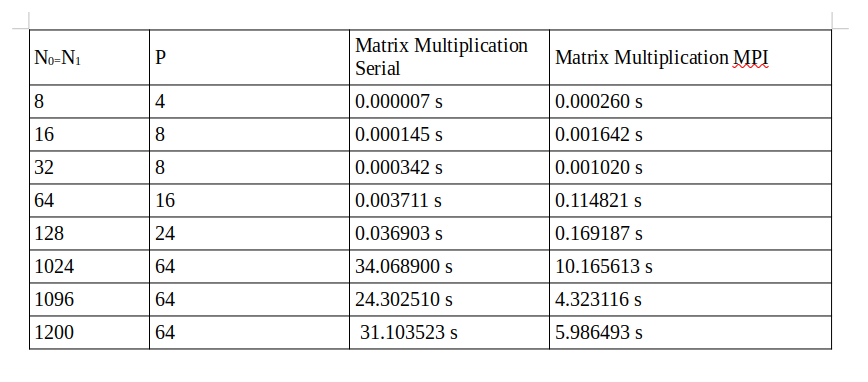 N₀=N₁ P Matrix Multiplication Serial Matrix Multiplication MPI
8 4 0.000007 s 0.000260 s
16 8 0.000145 s 0.001642 s
32 8 0.000342 s 0.001020 s
64 16 0.003711 s 0.114821 s
128 24 0.036903 s 0.169187 s
1024 64 34.068900 s 10.165613 s
1096 64 24.302510 s 4.323116 s
1200 64 31.103523 s 5.986493 s